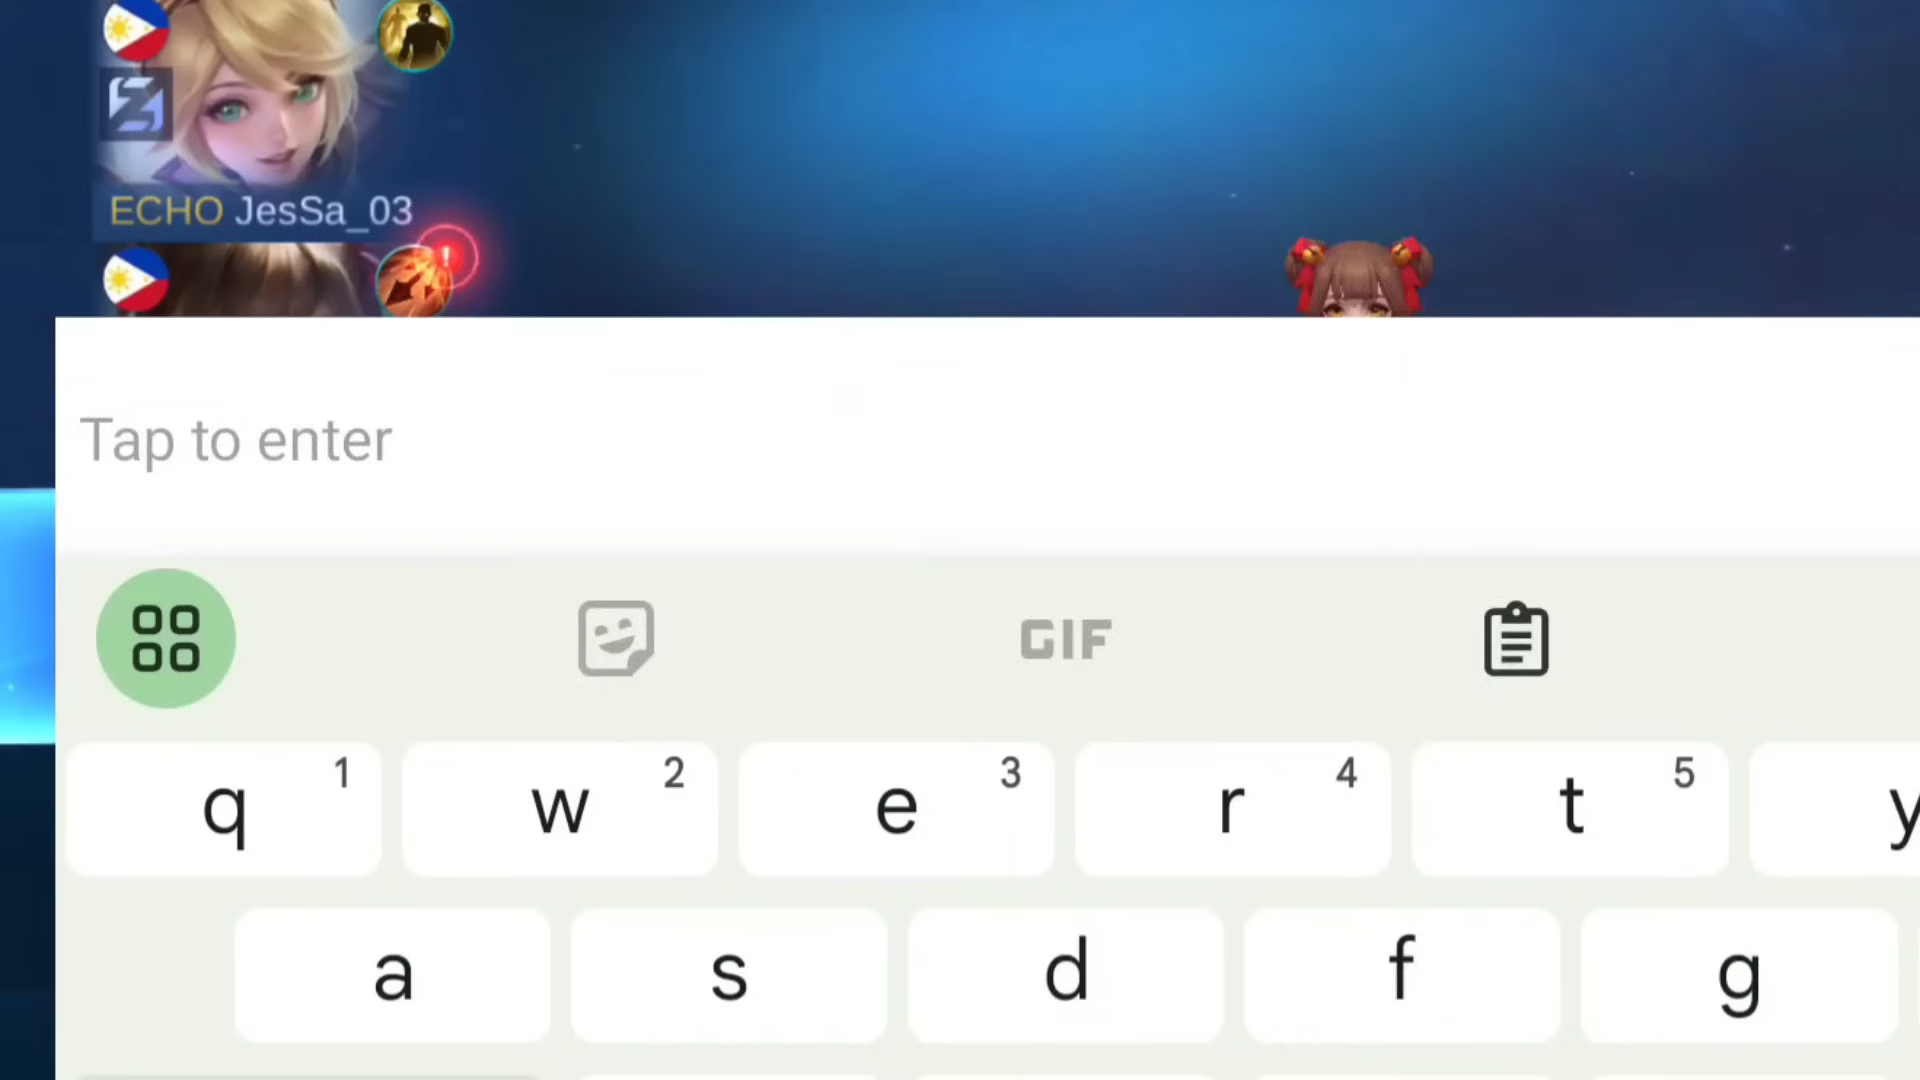 ECHO JesSa_03
Tap to enter
GIF
q 1 w 2 e 3 r 4 t 5 y
a s d f g